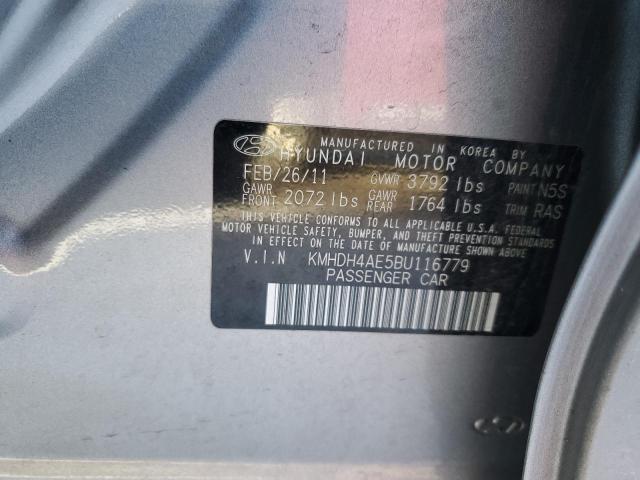 MANUFACTURED IN KOREA BY
HYUNDAI MOTOR COMPANY
FEB/26/11 GVWR 3792 lbs PAINT N5S
GAWR FRONT 2072 lbs GAWR REAR 1764 lbs TRIM RAS
THIS VEHICLE CONFORMS TO ALL APPLICABLE U.S.A. FEDERAL
MOTOR VEHICLE SAFETY, BUMPER, AND THEFT PREVENTION STANDARDS
IN EFFECT ON THE DATE OF MANUFACTURE SHOWN ABOVE.
V.I.N KMHDH4AE5BU116779
PASSENGER CAR